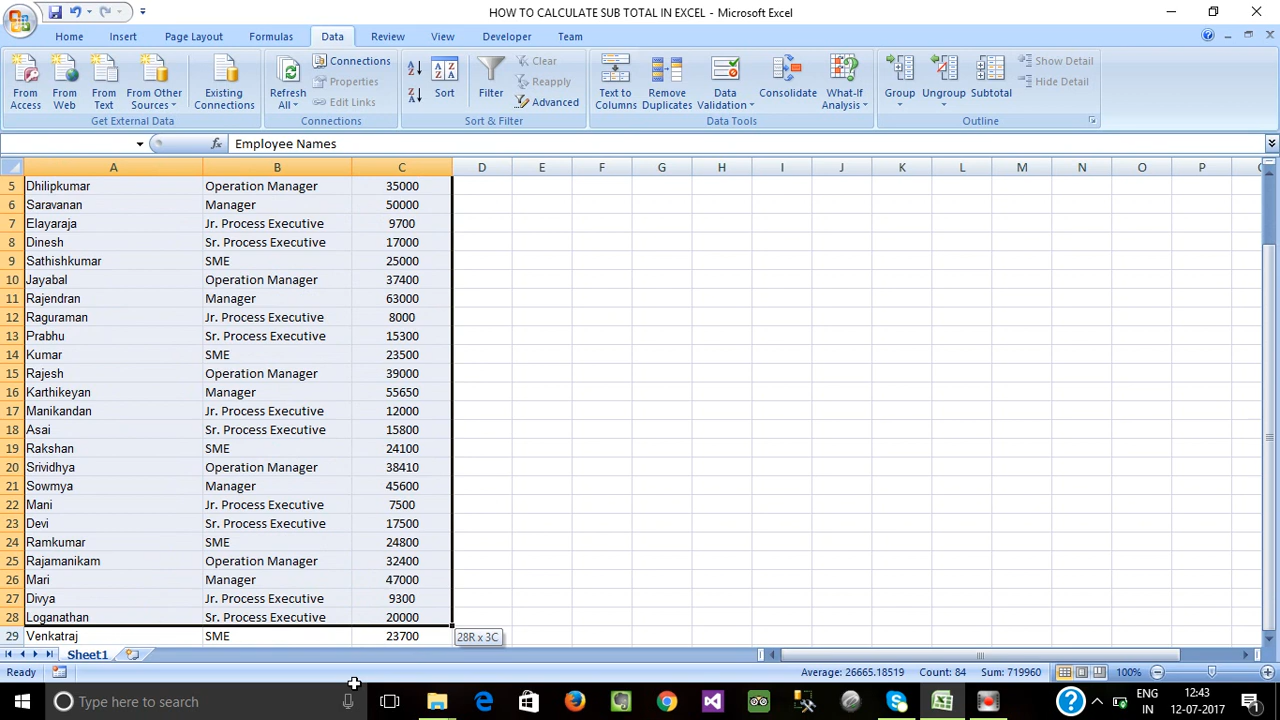 HOW TO CALCULATE SUB TOTAL IN EXCEL - Microsoft Excel
Home Insert Page Layout Formulas Data Review View Developer Team
From Access
From Web
From Text
From Other Sources
Existing Connections
Get External Data
Refresh All
Connections
Properties
Edit Links
Connections
Sort
Filter
Clear
Reapply
Advanced
Sort & Filter
Text to Columns
Remove Duplicates
Data Validation
Consolidate
What-If Analysis
Data Tools
Group
Ungroup
Subtotal
Show Detail
Hide Detail
Outline
fx Employee Names
A B C D E F G H I J K L M N O P
5 Dhilipkumar Operation Manager 35000
6 Saravanan Manager 50000
7 Elayaraja Jr. Process Executive 9700
8 Dinesh Sr. Process Executive 17000
9 Sathishkumar SME 25000
10 Jayabal Operation Manager 37400
11 Rajendran Manager 63000
12 Raguraman Jr. Process Executive 8000
13 Prabhu Sr. Process Executive 15300
14 Kumar SME 23500
15 Rajesh Operation Manager 39000
16 Karthikeyan Manager 55650
17 Manikandan Jr. Process Executive 12000
18 Asai Sr. Process Executive 15800
19 Rakshan SME 24100
20 Srividhya Operation Manager 38410
21 Sowmya Manager 45600
22 Mani Jr. Process Executive 7500
23 Devi Sr. Process Executive 17500
24 Ramkumar SME 24800
25 Rajamanikam Operation Manager 32400
26 Mari Manager 47000
27 Divya Jr. Process Executive 9300
28 Loganathan Sr. Process Executive 20000
29 Venkatraj SME 23700
28R x 3C
Sheet1
Ready Average: 26665.18519 Count: 84 Sum: 719960 100%
Type here to search
ENG IN
12:43
12-07-2017